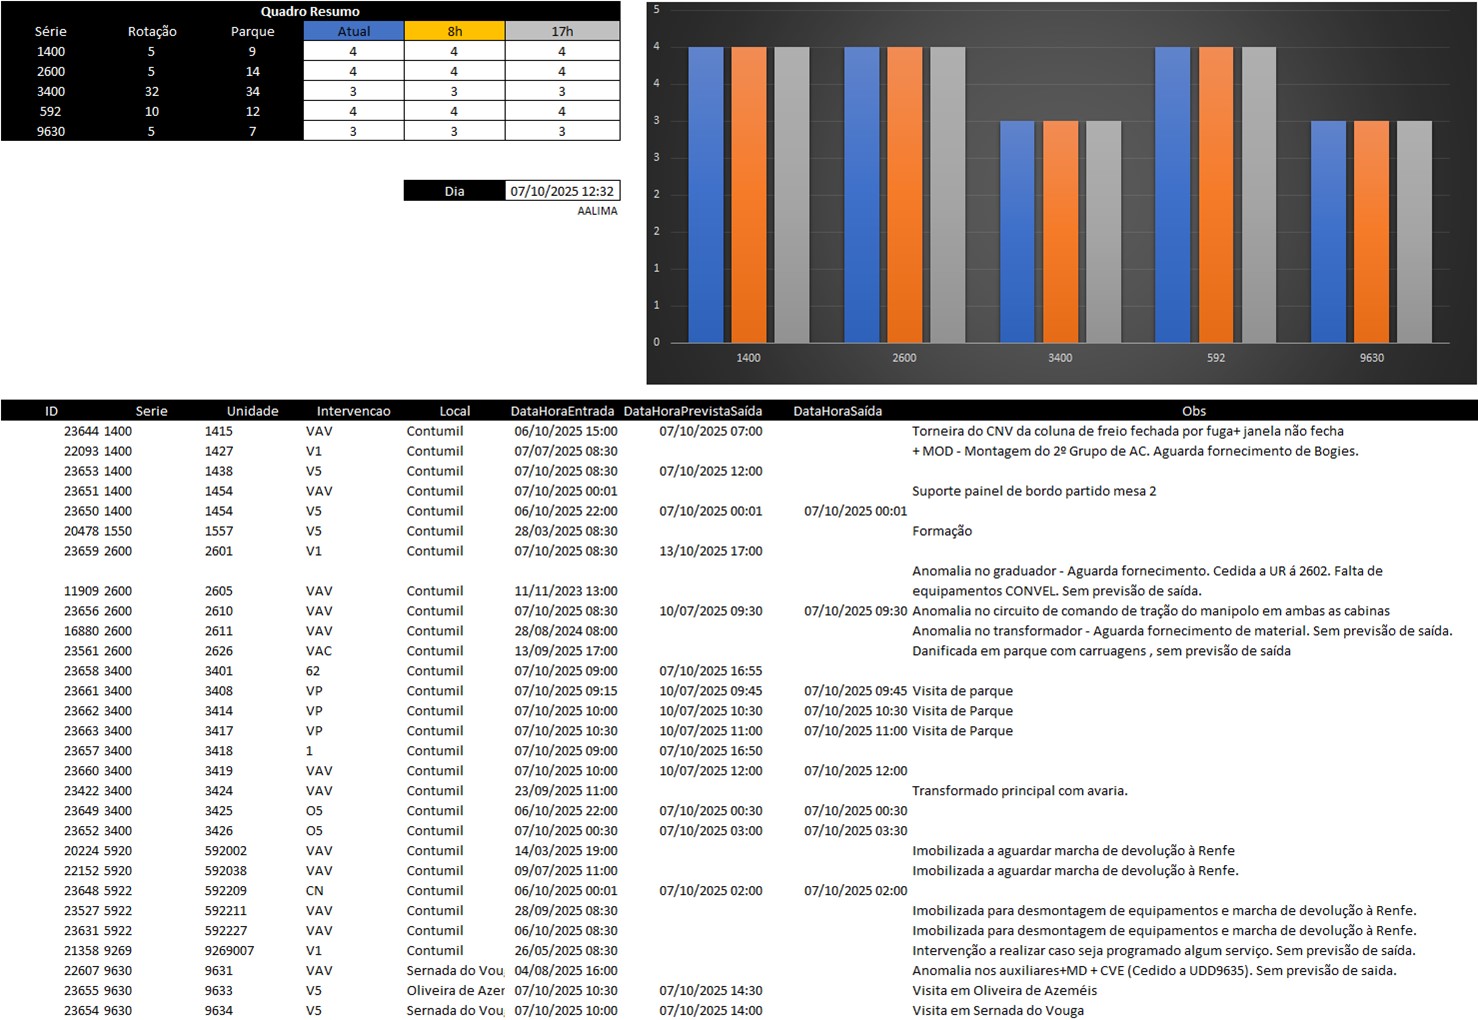 Quadro Resumo
Série Rotação Parque Atual 8h 17h
1400 5 9 4 4 4
2600 5 14 4 4 4
3400 32 34 3 3 3
592 10 12 4 4 4
9630 5 7 3 3 3
Dia 07/10/2025 12:32
AALIMA
5
4
4
3
3
2
2
1
1
0
1400 2600 3400 592 9630
ID Serie Unidade Intervencao Local DataHoraEntrada DataHoraPrevistaSaída DataHoraSaída Obs
23644 1400 1415 VAV Contumil 06/10/2025 15:00 07/10/2025 07:00 Torneira do CNV da coluna de freio fechada por fuga+ janela não fecha
22093 1400 1427 V1 Contumil 07/07/2025 08:30 + MOD - Montagem do 2º Grupo de AC. Aguarda fornecimento de Bogies.
23653 1400 1438 V5 Contumil 07/10/2025 08:30 07/10/2025 12:00
23651 1400 1454 VAV Contumil 07/10/2025 00:01 Suporte painel de bordo partido mesa 2
23650 1400 1454 V5 Contumil 06/10/2025 22:00 07/10/2025 00:01 07/10/2025 00:01
20478 1550 1557 V5 Contumil 28/03/2025 08:30 Formação
23659 2600 2601 V1 Contumil 07/10/2025 08:30 13/10/2025 17:00
Anomalia no graduador - Aguarda fornecimento. Cedida a UR á 2602. Falta de
11909 2600 2605 VAV Contumil 11/11/2023 13:00 equipamentos CONVEL. Sem previsão de saída.
23656 2600 2610 VAV Contumil 07/10/2025 08:30 10/07/2025 09:30 07/10/2025 09:30 Anomalia no circuito de comando de tração do manipolo em ambas as cabinas
16880 2600 2611 VAV Contumil 28/08/2024 08:00 Anomalia no transformador - Aguarda fornecimento de material. Sem previsão de saída.
23561 2600 2626 VAC Contumil 13/09/2025 17:00 Danificada em parque com carruagens , sem previsão de saída
23658 3400 3401 62 Contumil 07/10/2025 09:00 07/10/2025 16:55
23661 3400 3408 VP Contumil 07/10/2025 09:15 10/07/2025 09:45 07/10/2025 09:45 Visita de parque
23662 3400 3414 VP Contumil 07/10/2025 10:00 10/07/2025 10:30 07/10/2025 10:30 Visita de Parque
23663 3400 3417 VP Contumil 07/10/2025 10:30 10/07/2025 11:00 07/10/2025 11:00 Visita de Parque
23657 3400 3418 1 Contumil 07/10/2025 09:00 07/10/2025 16:50
23660 3400 3419 VAV Contumil 07/10/2025 10:00 10/07/2025 12:00 07/10/2025 12:00
23422 3400 3424 VAV Contumil 23/09/2025 11:00 Transformado principal com avaria.
23649 3400 3425 O5 Contumil 06/10/2025 22:00 07/10/2025 00:30 07/10/2025 00:30
23652 3400 3426 O5 Contumil 07/10/2025 00:30 07/10/2025 03:00 07/10/2025 03:30
20224 5920 592002 VAV Contumil 14/03/2025 19:00 Imobilizada a aguardar marcha de devolução à Renfe
22152 5920 592038 VAV Contumil 09/07/2025 11:00 Imobilizada a aguardar marcha de devolução à Renfe.
23648 5922 592209 CN Contumil 06/10/2025 00:01 07/10/2025 02:00 07/10/2025 02:00
23527 5922 592211 VAV Contumil 28/09/2025 08:30 Imobilizada para desmontagem de equipamentos e marcha de devolução à Renfe.
23631 5922 592227 VAV Contumil 06/10/2025 08:30 Imobilizada para desmontagem de equipamentos e marcha de devolução à Renfe.
21358 9269 9269007 V1 Contumil 26/05/2025 08:30 Intervenção a realizar caso seja programado algum serviço. Sem previsão de saída.
22607 9630 9631 VAV Sernada do Voug 04/08/2025 16:00 Anomalia nos auxiliares+MD + CVE (Cedido a UDD9635). Sem previsão de saida.
23655 9630 9633 V5 Oliveira de Azer 07/10/2025 10:30 07/10/2025 14:30 Visita em Oliveira de Azeméis
23654 9630 9634 V5 Sernada do Voug 07/10/2025 10:00 07/10/2025 14:00 Visita em Sernada do Vouga